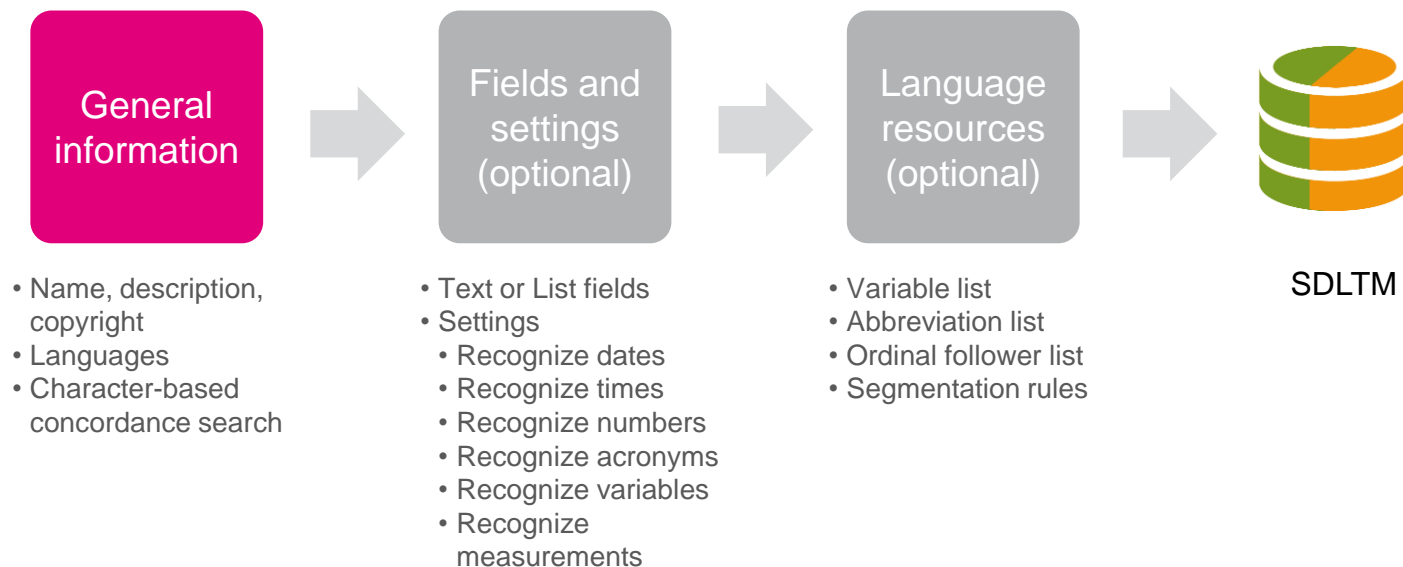 General
information
Fields and
settings
(optional)
Language
resources
(optional)
• Name, description,
copyright
• Languages
• Character-based
concordance search
• Text or List fields
• Settings
• Recognize dates
• Recognize times
• Recognize numbers
• Recognize acronyms
• Recognize variables
• Recognize
measurements
• Variable list
• Abbreviation list
• Ordinal follower list
• Segmentation rules
SDLTM